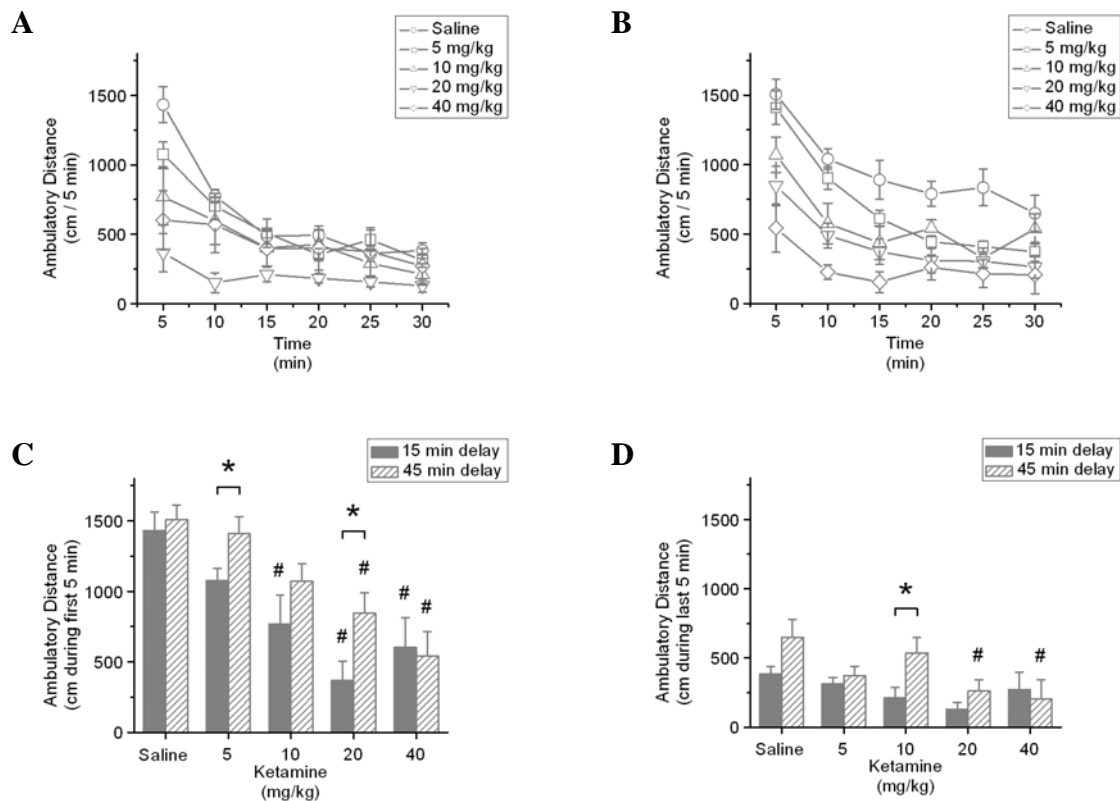 A
Saline
5 mg/kg
10 mg/kg
20 mg/kg
40 mg/kg
1500
1000
500
0
Ambulatory Distance
(cm / 5 min)
5 10 15 20 25 30
Time
(min)
B
Saline
5 mg/kg
10 mg/kg
20 mg/kg
40 mg/kg
1500
1000
500
0
Ambulatory Distance
(cm / 5 min)
5 10 15 20 25 30
Time
(min)
C
15 min delay
45 min delay
*
*
# # # # #
1500
1000
500
0
Ambulatory Distance
(cm during first 5 min)
Saline 5 10 20 40
Ketamine
(mg/kg)
D
15 min delay
45 min delay
*
# #
1500
1000
500
0
Ambulatory Distance
(cm during last 5 min)
Saline 5 10 20 40
Ketamine
(mg/kg)